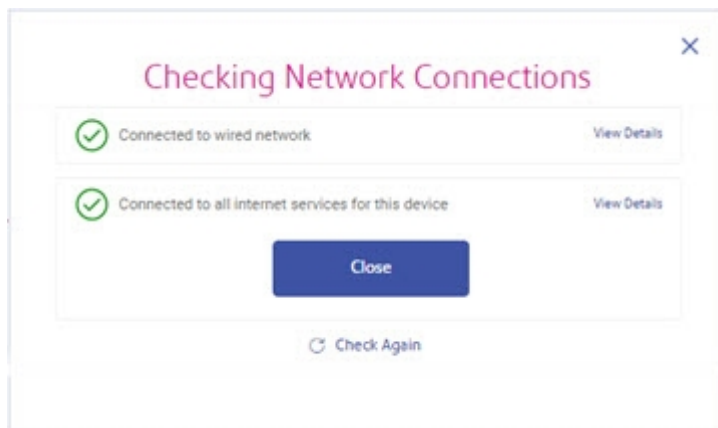 Checking Network Connections
Connected to wired network View Details
Connected to all internet services for this device View Details
Close
Check Again